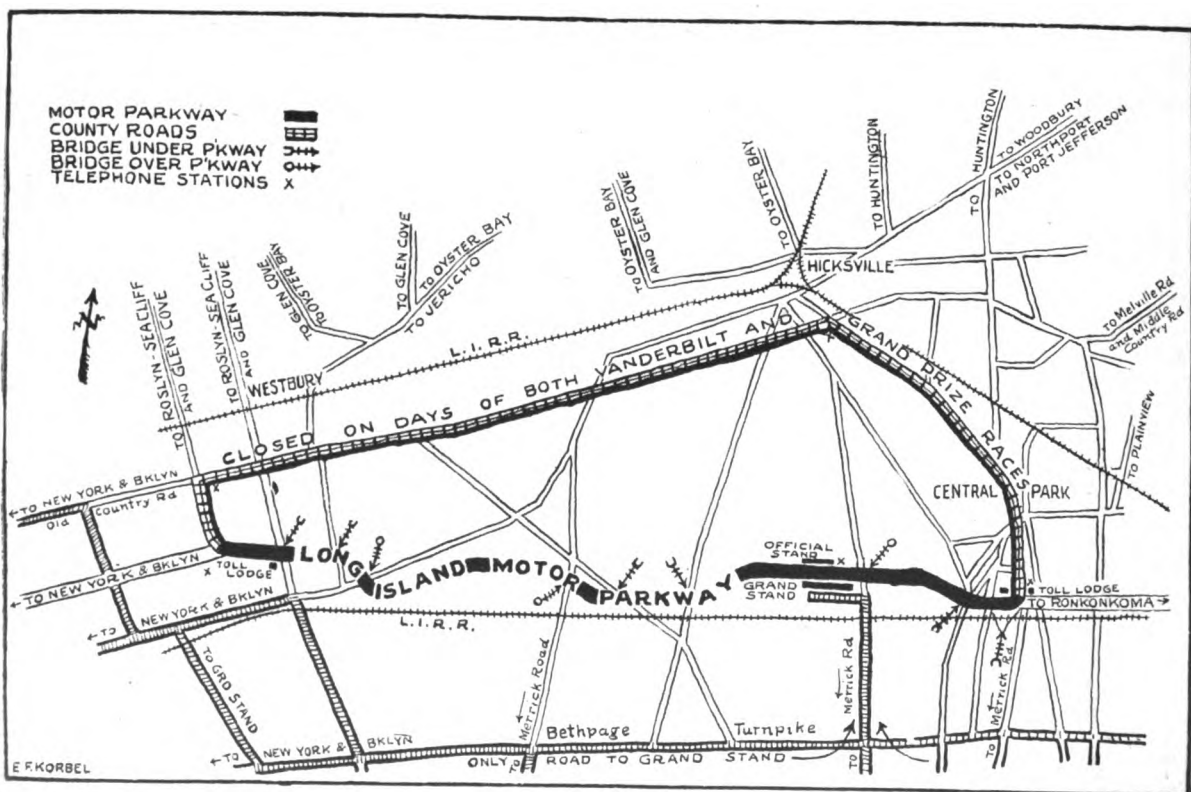 MOTOR PARKWAY
COUNTY ROADS
BRIDGE UNDER P'KWAY
BRIDGE OVER P'KWAY
TELEPHONE STATIONS X
N
TO ROSLYN-SEA CLIFF
AND GLEN COVE
TO ROSLYN-SEA CLIFF
AND GLEN COVE
TO GLEN COVE
TO OYSTER BAY
TO GLEN COVE
TO OYSTER BAY
TO JERICHO
TO OYSTER BAY
AND GLEN COVE
TO OYSTER BAY
TO HUNTINGTON
TO HUNTINGTON
TO WOODBURY
TO NORTHPORT
AND PORT JEFFERSON
HICKSVILLE
TO Melville Rd
and Middle
Country Rd
TO PLAINVIEW
L.I.R.R.
WESTBURY
CLOSED ON DAYS OF BOTH VANDERBILT AND GRAND PRIZE RACES
CENTRAL PARK
TO NEW YORK & BKLYN
Old Country Rd
X
TO NEW YORK & BKLYN
X TOLL LODGE
LONG ISLAND MOTOR PARKWAY
OFFICIAL
STAND X
GRAND
STAND
X
TOLL LODGE
TO RONKONKOMA
TO NEW YORK & BKLYN
L.I.R.R.
TO GRD STAND
Merrick Road
TO
Merrick Rd
TO
Merrick Rd
TO
Bethpage Turnpike
TO NEW YORK & BKLYN
ONLY ROAD TO GRAND STAND
E.F.KORBEL